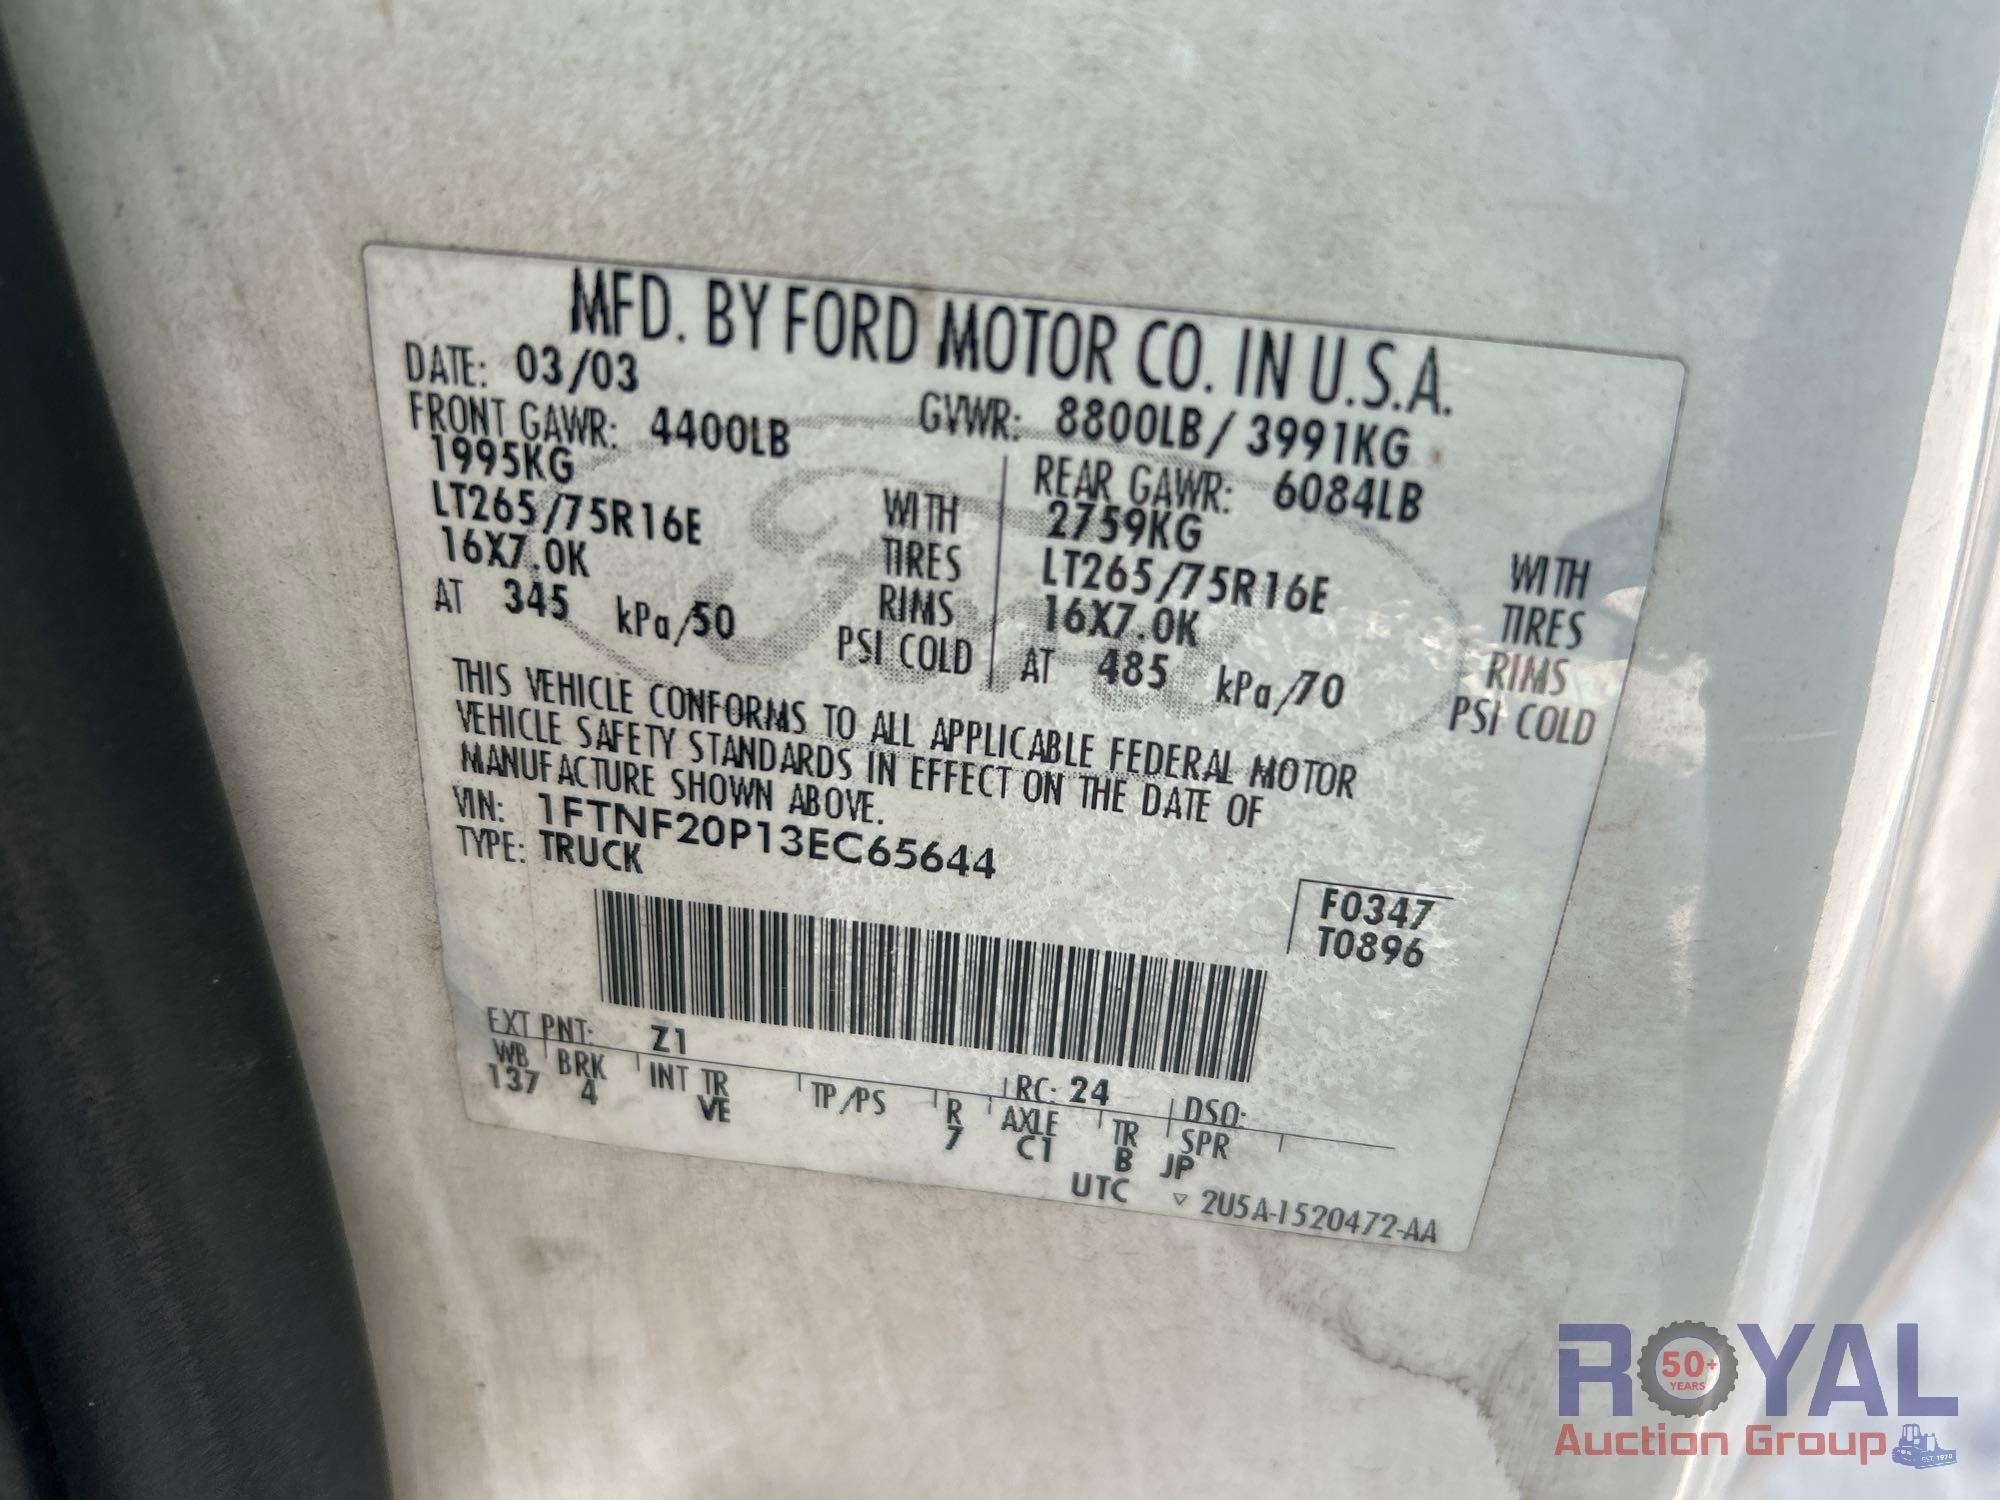 MFD. BY FORD MOTOR CO. IN U.S.A.
DATE: 03/03
GVWR: 8800LB / 3991KG
FRONT GAWR: 4400LB
1995KG
WITH
LT265/75R16E
TIRES
16X7.0K
RIMS
AT 345 kPa/50
PSI COLD
REAR GAWR: 6084LB
2759KG
WITH
LT265/75R16E
TIRES
16X7.0K
RIMS
AT 485 kPa/70
PSI COLD
THIS VEHICLE CONFORMS TO ALL APPLICABLE FEDERAL MOTOR
VEHICLE SAFETY STANDARDS IN EFFECT ON THE DATE OF
MANUFACTURE SHOWN ABOVE.
VIN: 1FTNF20P13EC65644
TYPE: TRUCK
F0347
T0896
EXT PNT: Z1
RC: 24
DSO:
WB BRK INT TR TP/PS R AXLE TR SPR
137 4 VE 7 C1 B JP
UTC ▽ 2U5A-1520472-AA
ROYAL
50+
YEARS
Auction Group
EST. 1970